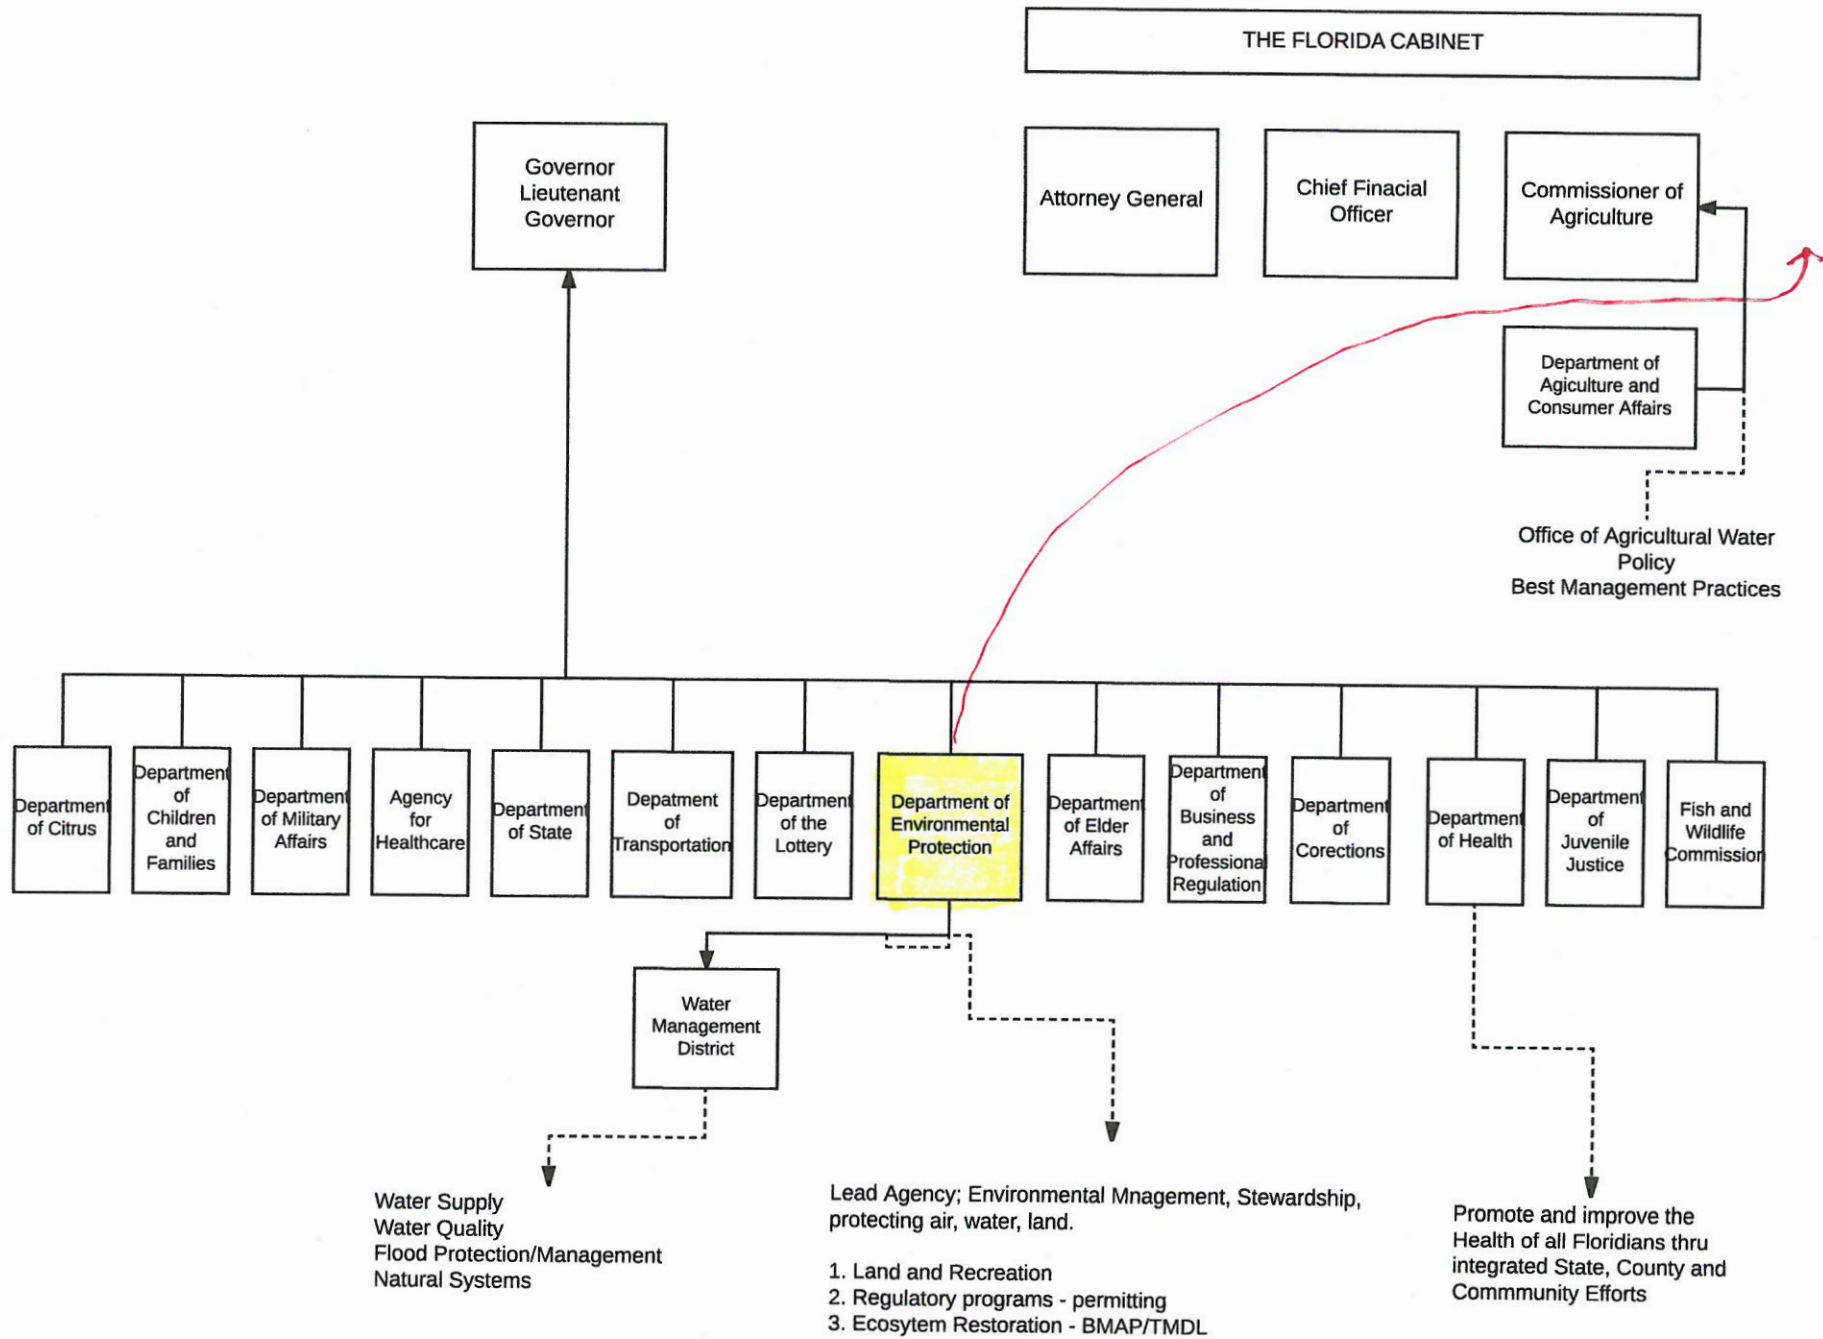 THE FLORIDA CABINET
Governor
Lieutenant
Governor
Attorney General
Chief Finacial
Officer
Commissioner of
Agriculture
Department of
Agiculture and
Consumer Affairs
Office of Agricultural Water
Policy
Best Management Practices
Department
of Citrus
Department
of
Children
and
Families
Department
of Military
Affairs
Agency
for
Healthcare
Department
of State
Depatment
of
Transportation
Department
of the
Lottery
Department of
Environmental
Protection
Department
of Elder
Affairs
Department
of
Business
and
Professional
Regulation
Department
of
Corections
Department
of Health
Department
of
Juvenile
Justice
Fish and
Wildlife
Commission
Water
Management
District
Water Supply
Water Quality
Flood Protection/Management
Natural Systems
Lead Agency; Environmental Mnagement, Stewardship,
protecting air, water, land.
1. Land and Recreation
2. Regulatory programs - permitting
3. Ecosytem Restoration - BMAP/TMDL
Promote and improve the
Health of all Floridians thru
integrated State, County and
Commmunity Efforts